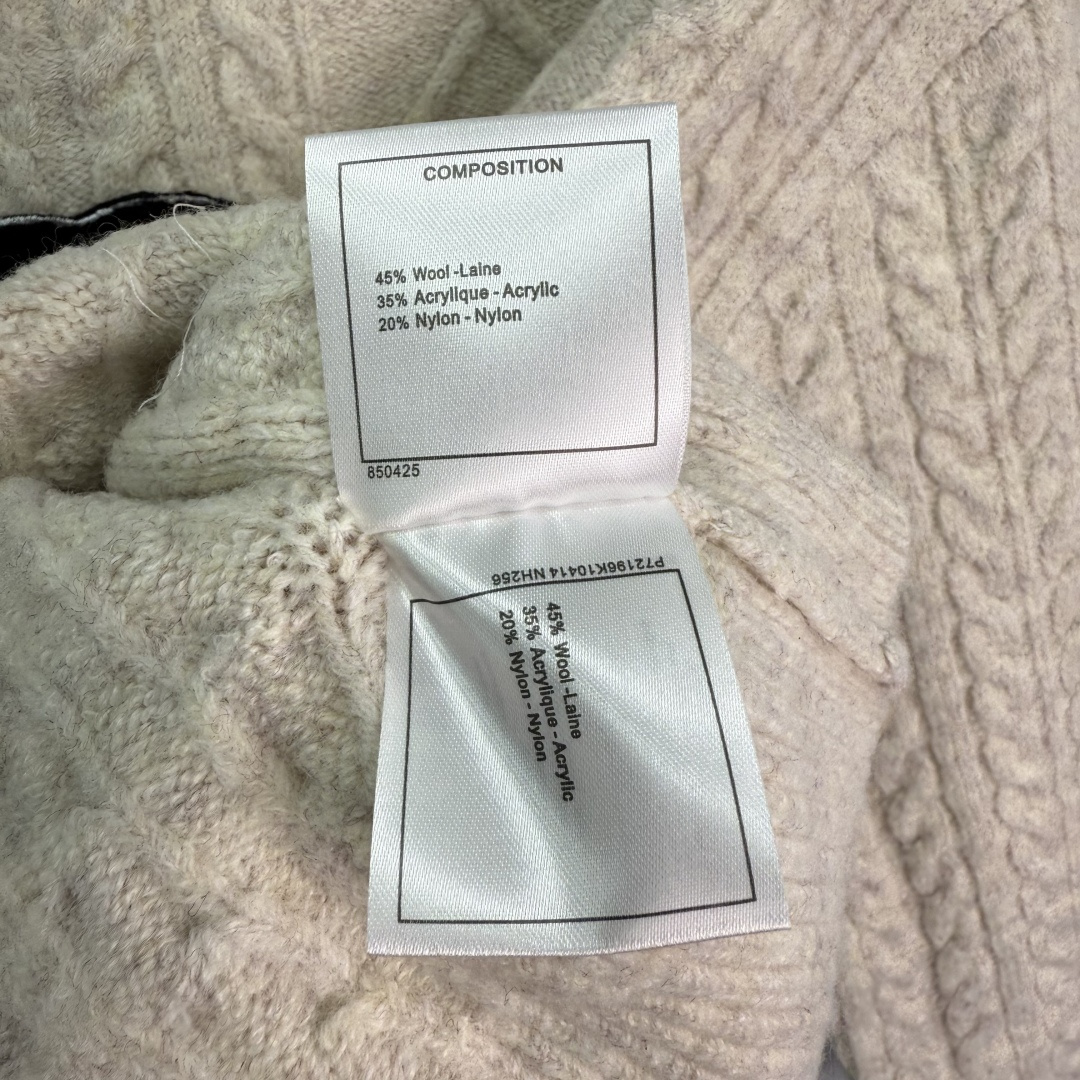 COMPOSITION
45% Wool -Laine
35% Acrylique - Acrylic
20% Nylon - Nylon
850425
P72196K10414 NH256
45% Wool -Laine
35% Acrylique - Acrylic
20% Nylon - Nylon